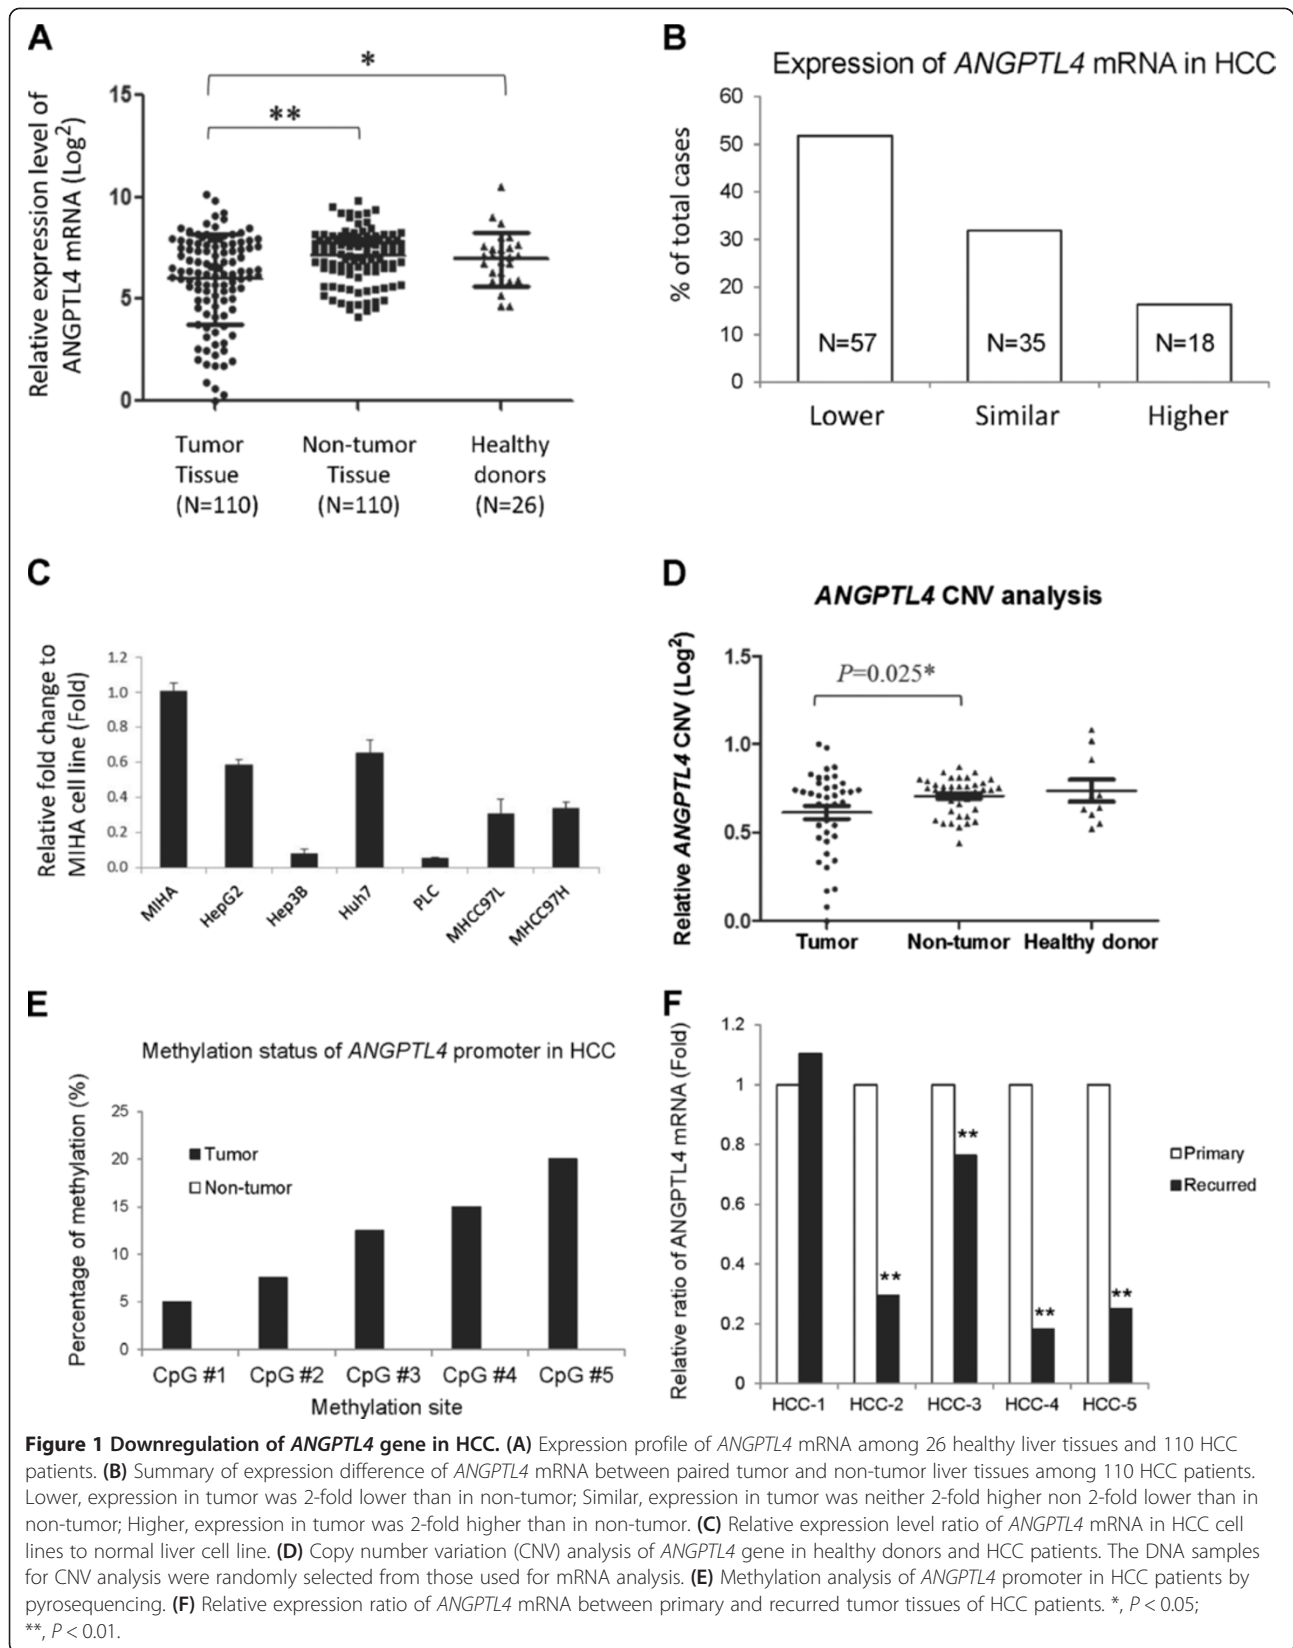 A
*
**
Relative expression level of
ANGPTL4 mRNA (Log²)
15
10
5
0
Tumor
Tissue
(N=110)
Non-tumor
Tissue
(N=110)
Healthy
donors
(N=26)
B
Expression of ANGPTL4 mRNA in HCC
% of total cases
60
50
40
30
20
10
0
N=57
N=35
N=18
Lower
Similar
Higher
C
Relative fold change to
MIHA cell line (Fold)
1.2
1.0
0.8
0.6
0.4
0.2
0.0
MIHA
HepG2
Hep3B
Huh7
PLC
MHCC97L
MHCC97H
D
ANGPTL4 CNV analysis
Relative ANGPTL4 CNV (Log²)
1.5
1.0
0.5
0.0
P=0.025*
Tumor
Non-tumor
Healthy donor
E
Methylation status of ANGPTL4 promoter in HCC
Percentage of methylation (%)
25
20
15
10
5
0
Tumor
Non-tumor
CpG #1
CpG #2
CpG #3
CpG #4
CpG #5
Methylation site
F
Relative ratio of ANGPTL4 mRNA (Fold)
1.2
1
0.8
0.6
0.4
0.2
0
**
**
**
**
Primary
Recurred
HCC-1
HCC-2
HCC-3
HCC-4
HCC-5
Figure 1 Downregulation of ANGPTL4 gene in HCC. (A) Expression profile of ANGPTL4 mRNA among 26 healthy liver tissues and 110 HCC
patients. (B) Summary of expression difference of ANGPTL4 mRNA between paired tumor and non-tumor liver tissues among 110 HCC patients.
Lower, expression in tumor was 2-fold lower than in non-tumor; Similar, expression in tumor was neither 2-fold higher non 2-fold lower than in
non-tumor; Higher, expression in tumor was 2-fold higher than in non-tumor. (C) Relative expression level ratio of ANGPTL4 mRNA in HCC cell
lines to normal liver cell line. (D) Copy number variation (CNV) analysis of ANGPTL4 gene in healthy donors and HCC patients. The DNA samples
for CNV analysis were randomly selected from those used for mRNA analysis. (E) Methylation analysis of ANGPTL4 promoter in HCC patients by
pyrosequencing. (F) Relative expression ratio of ANGPTL4 mRNA between primary and recurred tumor tissues of HCC patients. *, P < 0.05;
**, P < 0.01.